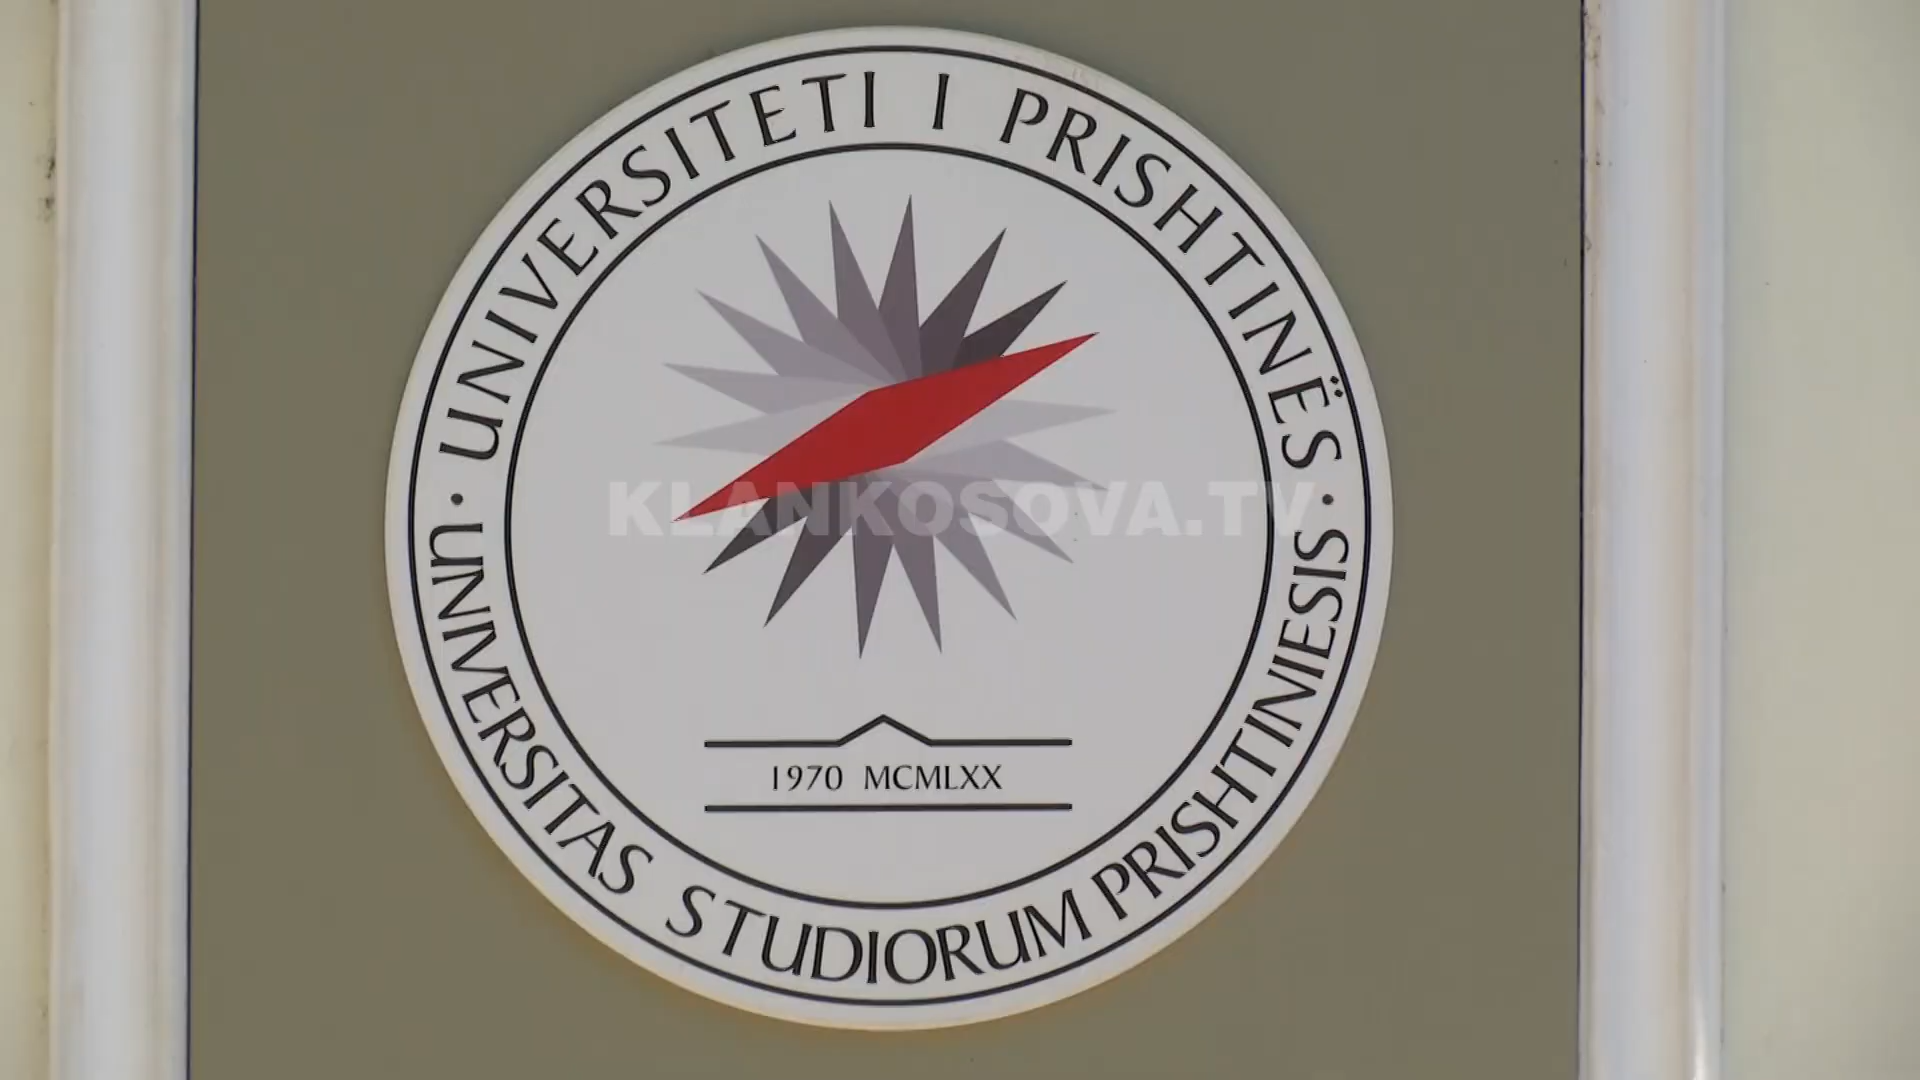 UNIVERSITETI I PRISHTINËS
KLANKOSOVA.TV
1970 MCMLXX
UNIVERSITAS STUDIORUM PRISHTINIESIS